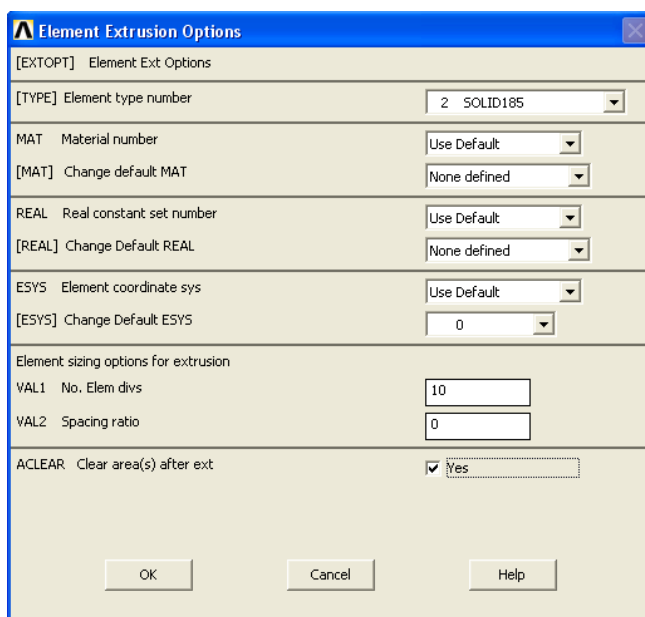 Element Extrusion Options
[EXTOPT] Element Ext Options
[TYPE] Element type number 2 SOLID185
MAT Material number Use Default
[MAT] Change default MAT None defined
REAL Real constant set number Use Default
[REAL] Change Default REAL None defined
ESYS Element coordinate sys Use Default
[ESYS] Change Default ESYS 0
Element sizing options for extrusion
VAL1 No. Elem divs 10
VAL2 Spacing ratio 0
ACLEAR Clear area(s) after ext Yes
OK Cancel Help